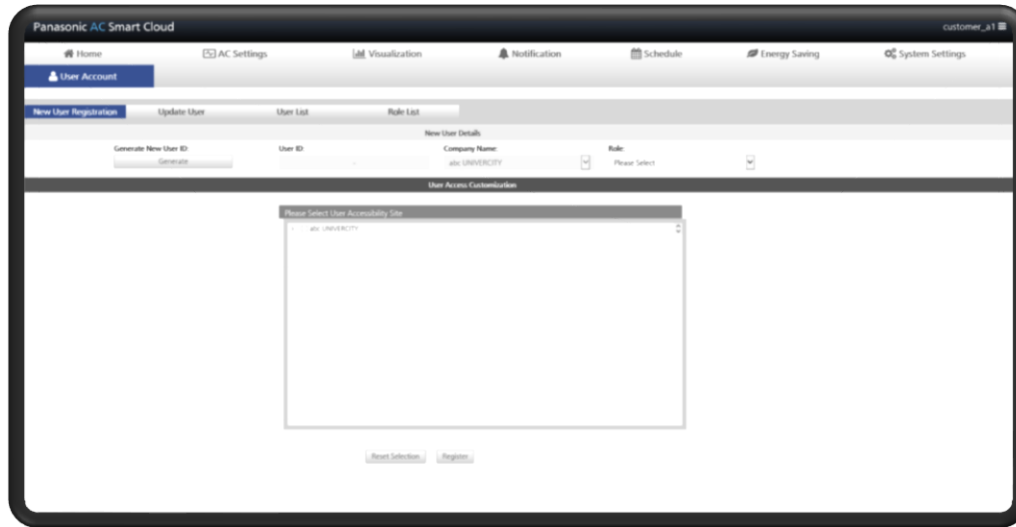 Panasonic AC Smart Cloud customer_a1
Home AC Settings Visualization Notification Schedule Energy Saving System Settings
User Account
New User Registration Update User User List Role List
New User Details
Generate New User ID: User ID: Company Name: Role:
Generate - abc UNIVERCITY Please Select
User Access Customization
Please Select User Accessibility Site
abc UNIVERCITY
Reset Selection Register